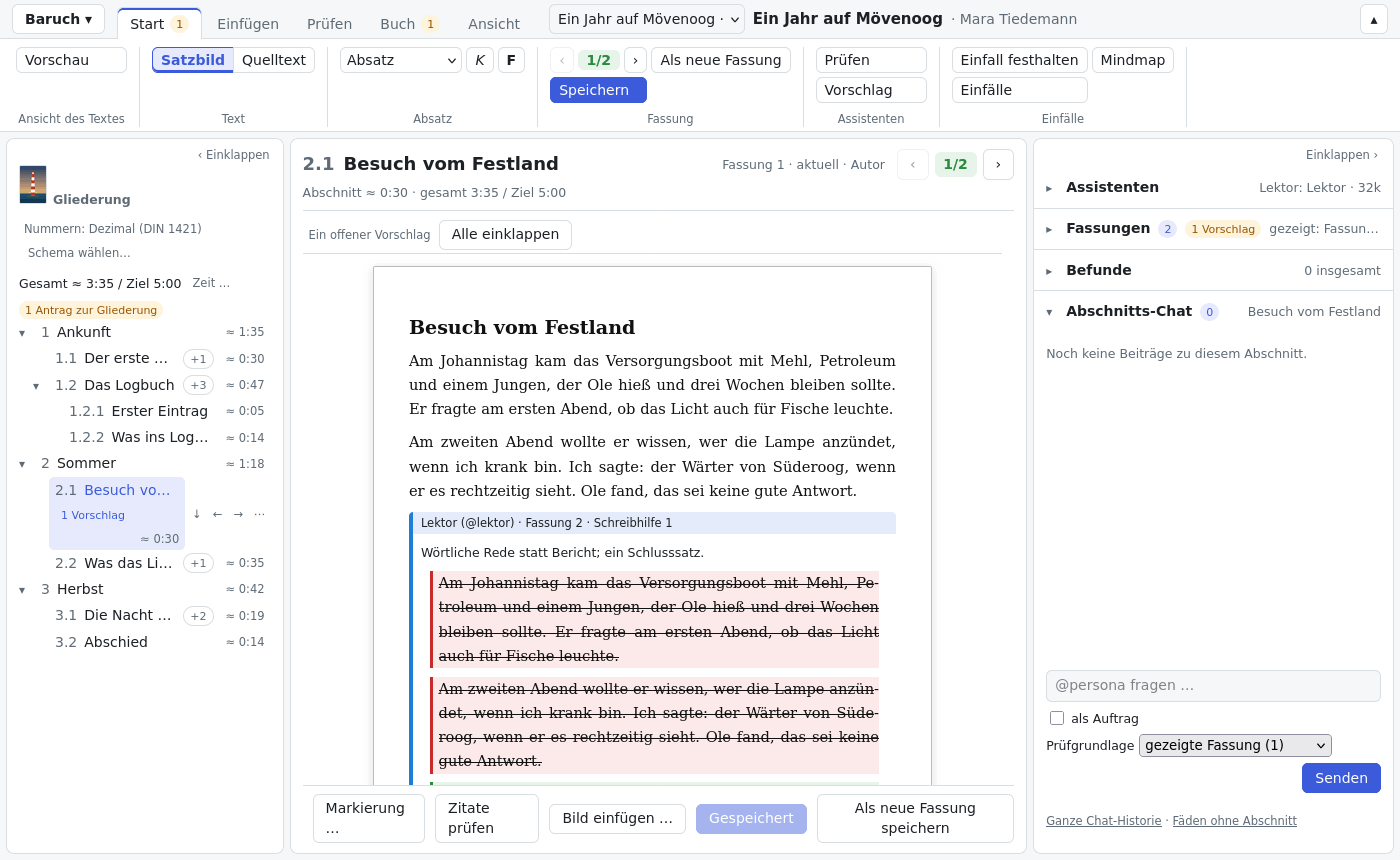 Baruch ▾ Start 1 Einfügen Prüfen Buch 1 Ansicht Ein Jahr auf Mövenoog · Ein Jahr auf Mövenoog · Mara Tiedemann ▴
Vorschau Satzbild Quelltext Absatz K F ‹ 1/2 › Als neue Fassung Prüfen Einfall festhalten Mindmap
Speichern Vorschlag Einfälle
Ansicht des Textes Text Absatz Fassung Assistenten Einfälle
‹ Einklappen
Gliederung
Nummern: Dezimal (DIN 1421)
Schema wählen…
Gesamt ≈ 3:35 / Ziel 5:00 Zeit …
1 Antrag zur Gliederung
▾ 1 Ankunft ≈ 1:35
1.1 Der erste … +1 ≈ 0:30
▾ 1.2 Das Logbuch +3 ≈ 0:47
1.2.1 Erster Eintrag ≈ 0:05
1.2.2 Was ins Log… ≈ 0:14
▾ 2 Sommer ≈ 1:18
2.1 Besuch vo…
1 Vorschlag ↓ ← → ···
≈ 0:30
2.2 Was das Li… +1 ≈ 0:35
▾ 3 Herbst ≈ 0:42
3.1 Die Nacht … +2 ≈ 0:19
3.2 Abschied ≈ 0:14
2.1 Besuch vom Festland Fassung 1 · aktuell · Autor ‹ 1/2 ›
Abschnitt ≈ 0:30 · gesamt 3:35 / Ziel 5:00
Ein offener Vorschlag Alle einklappen
Besuch vom Festland
Am Johannistag kam das Versorgungsboot mit Mehl, Petroleum
und einem Jungen, der Ole hieß und drei Wochen bleiben sollte.
Er fragte am ersten Abend, ob das Licht auch für Fische leuchte.
Am zweiten Abend wollte er wissen, wer die Lampe anzündet,
wenn ich krank bin. Ich sagte: der Wärter von Süderoog, wenn
er es rechtzeitig sieht. Ole fand, das sei keine gute Antwort.
Lektor (@lektor) · Fassung 2 · Schreibhilfe 1
Wörtliche Rede statt Bericht; ein Schlusssatz.
Am Johannistag kam das Versorgungsboot mit Mehl, Pe-
troleum und einem Jungen, der Ole hieß und drei Wochen
bleiben sollte. Er fragte am ersten Abend, ob das Licht
auch für Fische leuchte.
Am zweiten Abend wollte er wissen, wer die Lampe anzün-
det, wenn ich krank bin. Ich sagte: der Wärter von Süde-
roog, wenn er es rechtzeitig sieht. Ole fand, das sei keine
gute Antwort.
Markierung
…
Zitate
prüfen
Bild einfügen …
Gespeichert
Als neue Fassung
speichern
Einklappen ›
▸ Assistenten Lektor: Lektor · 32k
▸ Fassungen 2 1 Vorschlag gezeigt: Fassun…
▸ Befunde 0 insgesamt
▾ Abschnitts-Chat 0 Besuch vom Festland
Noch keine Beiträge zu diesem Abschnitt.
@persona fragen …
als Auftrag
Prüfgrundlage gezeigte Fassung (1)
Senden
Ganze Chat-Historie · Fäden ohne Abschnitt